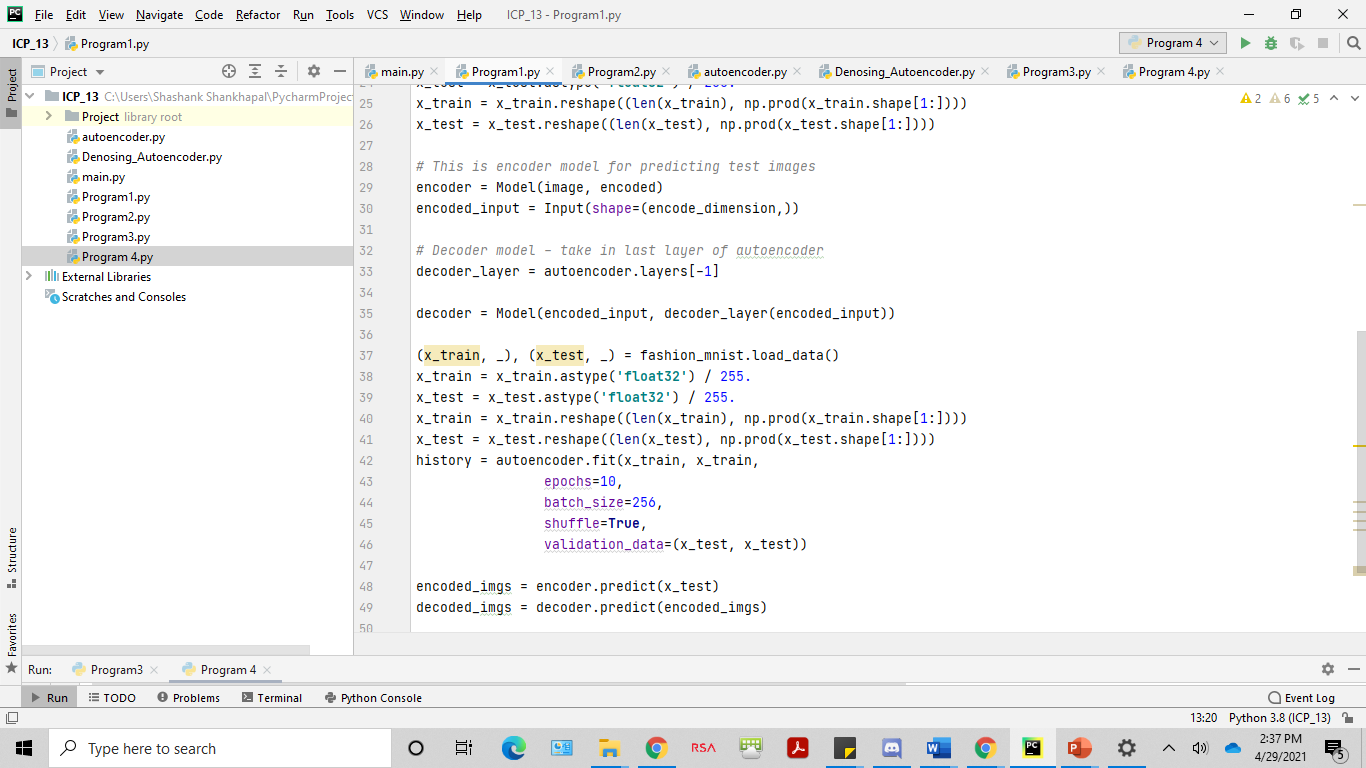 File Edit View Navigate Code Refactor Run Tools VCS Window Help ICP_13 - Program1.py
ICP_13 Program1.py Program 4
Project main.py Program1.py Program2.py autoencoder.py Denosing_Autoencoder.py Program3.py Program 4.py
Project
ICP_13 C:\Users\Shashank Shankhapal\PycharmProjec
Project library root
autoencoder.py
Denosing_Autoencoder.py
main.py
Program1.py
Program2.py
Program3.py
Program 4.py
External Libraries
Scratches and Consoles
2 6 5
24 x_test = x_test.astype('float32') / 255.
25 x_train = x_train.reshape((len(x_train), np.prod(x_train.shape[1:])))
26 x_test = x_test.reshape((len(x_test), np.prod(x_test.shape[1:])))
27
28 # This is encoder model for predicting test images
29 encoder = Model(image, encoded)
30 encoded_input = Input(shape=(encode_dimension,))
31
32 # Decoder model - take in last layer of autoencoder
33 decoder_layer = autoencoder.layers[-1]
34
35 decoder = Model(encoded_input, decoder_layer(encoded_input))
36
37 (x_train, _), (x_test, _) = fashion_mnist.load_data()
38 x_train = x_train.astype('float32') / 255.
39 x_test = x_test.astype('float32') / 255.
40 x_train = x_train.reshape((len(x_train), np.prod(x_train.shape[1:])))
41 x_test = x_test.reshape((len(x_test), np.prod(x_test.shape[1:])))
42 history = autoencoder.fit(x_train, x_train,
43 epochs=10,
44 batch_size=256,
45 shuffle=True,
46 validation_data=(x_test, x_test))
47
48 encoded_imgs = encoder.predict(x_test)
49 decoded_imgs = decoder.predict(encoded_imgs)
50
Structure
Favorites
Run: Program3 Program 4
Run TODO Problems Terminal Python Console Event Log
13:20 Python 3.8 (ICP_13)
Type here to search RSA 2:37 PM
4/29/2021
5